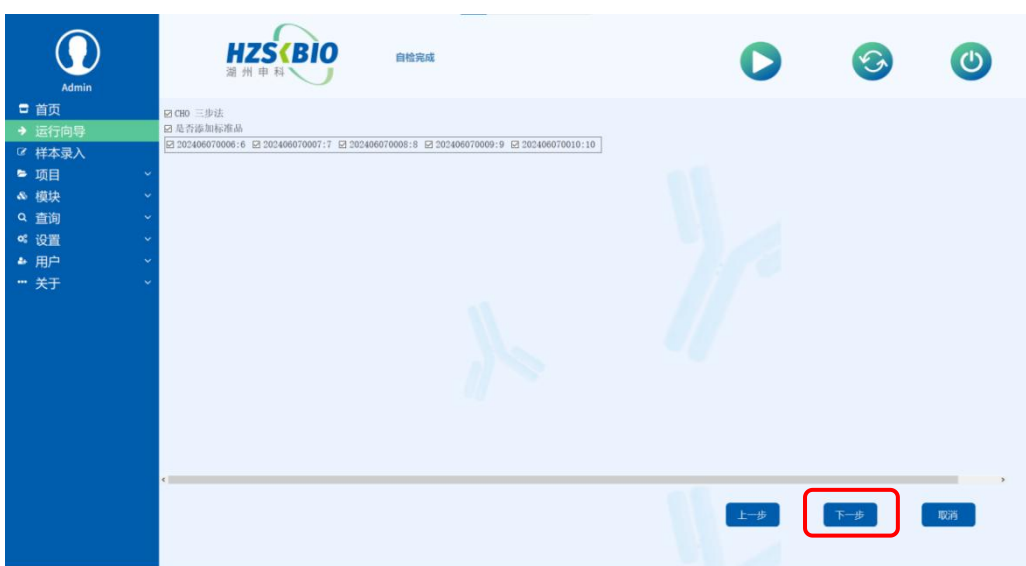 HZSKBIO
湖州申科
自检完成
Admin
首页
运行向导
样本录入
项目
模块
查询
设置
用户
关于
CHO 三步法
是否添加标准品
202406070006:6 202406070007:7 202406070008:8 202406070009:9 202406070010:10
上一步 下一步 取消